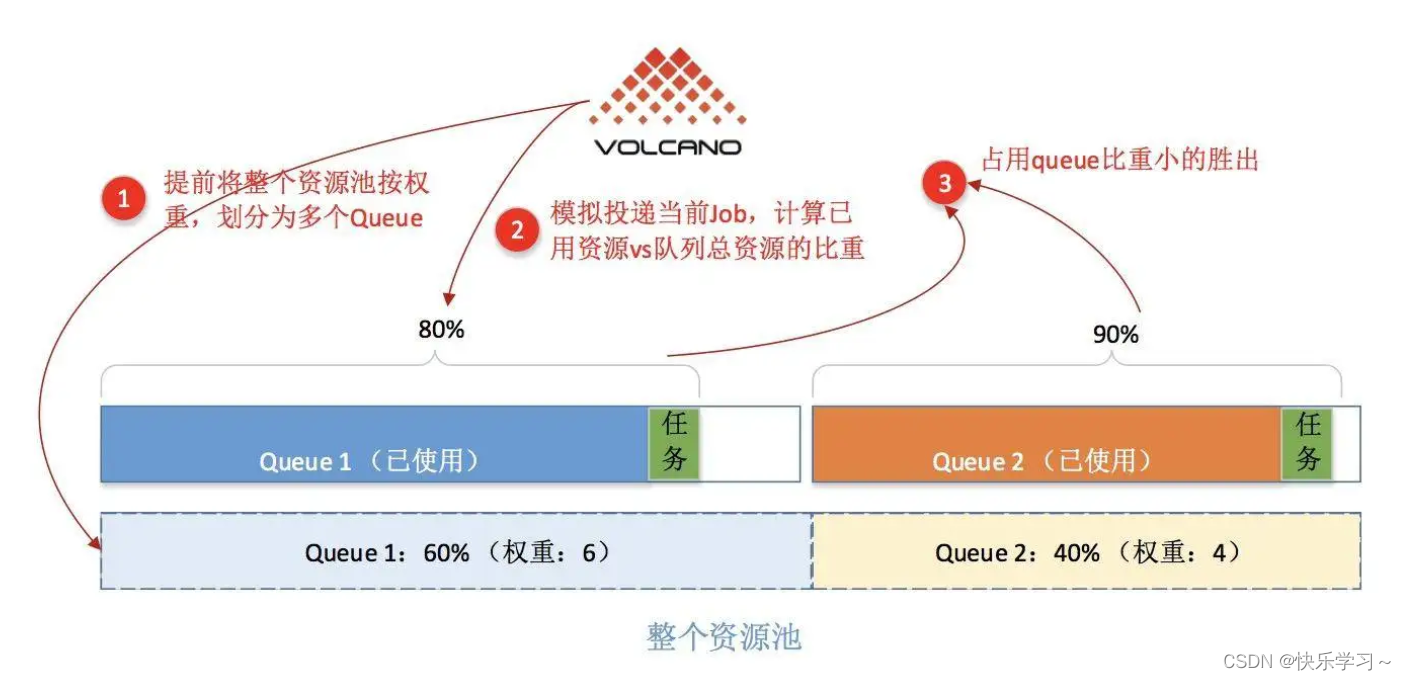 VOLCANO
1
提前将整个资源池按权
重，划分为多个Queue
2
模拟投递当前Job，计算已
用资源vs队列总资源的比重
3
占用queue比重小的胜出
80%
90%
Queue 1（已使用）
任
务
Queue 2（已使用）
任
务
Queue 1：60%（权重：6）
Queue 2：40%（权重：4）
整个资源池
CSDN @快乐学习～